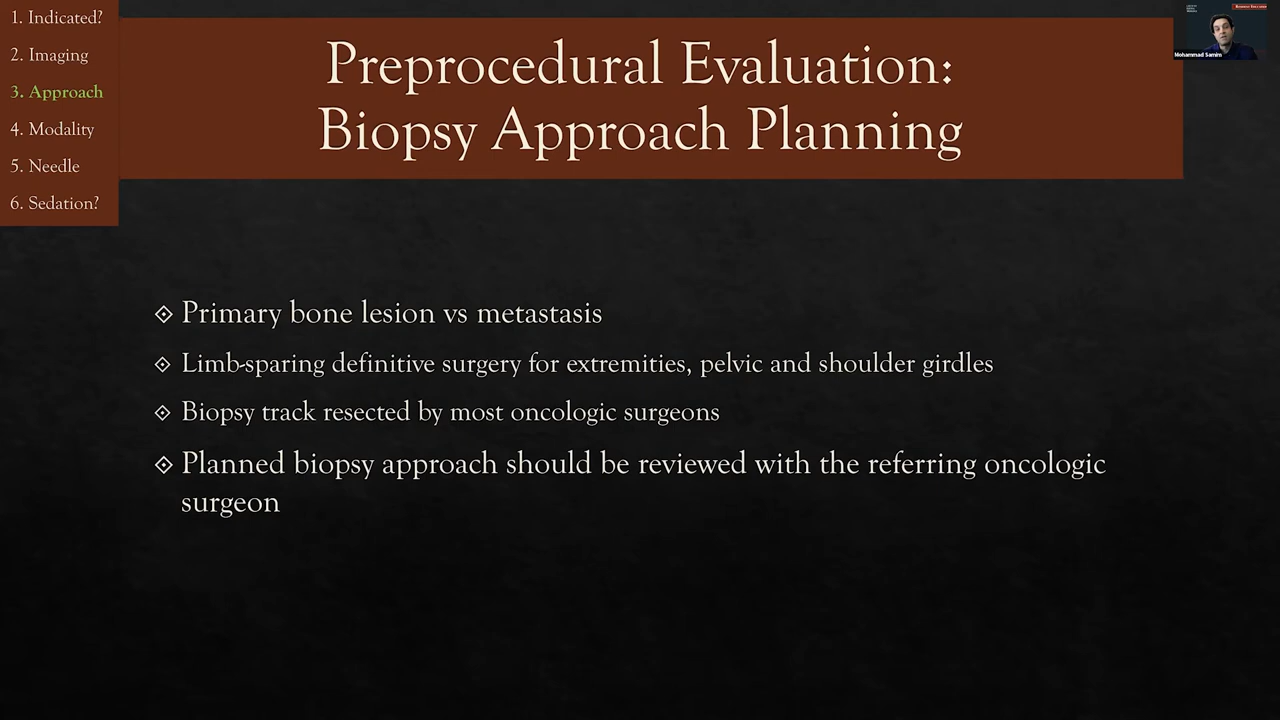 1. Indicated?
2. Imaging
3. Approach
4. Modality
5. Needle
6. Sedation?
Preprocedural Evaluation:
Biopsy Approach Planning
Primary bone lesion vs metastasis
Limb-sparing definitive surgery for extremities, pelvic and shoulder girdles
Biopsy track resected by most oncologic surgeons
Planned biopsy approach should be reviewed with the referring oncologic
surgeon
Mohammad Samim